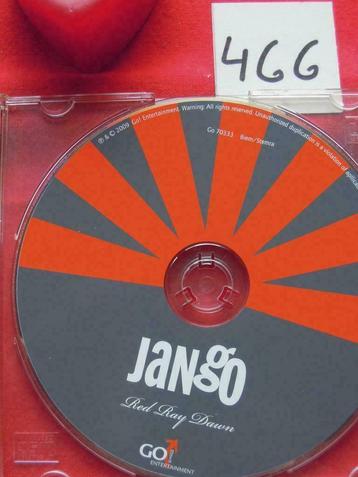 466
℗ & © 2009 Go! Entertainment. Warning: All rights reserved. Unauthorized duplication is a violation of
Go 70333 Biem/Stemra
JANGO
Red Ray Dawn
GO!
ENTERTAINMENT